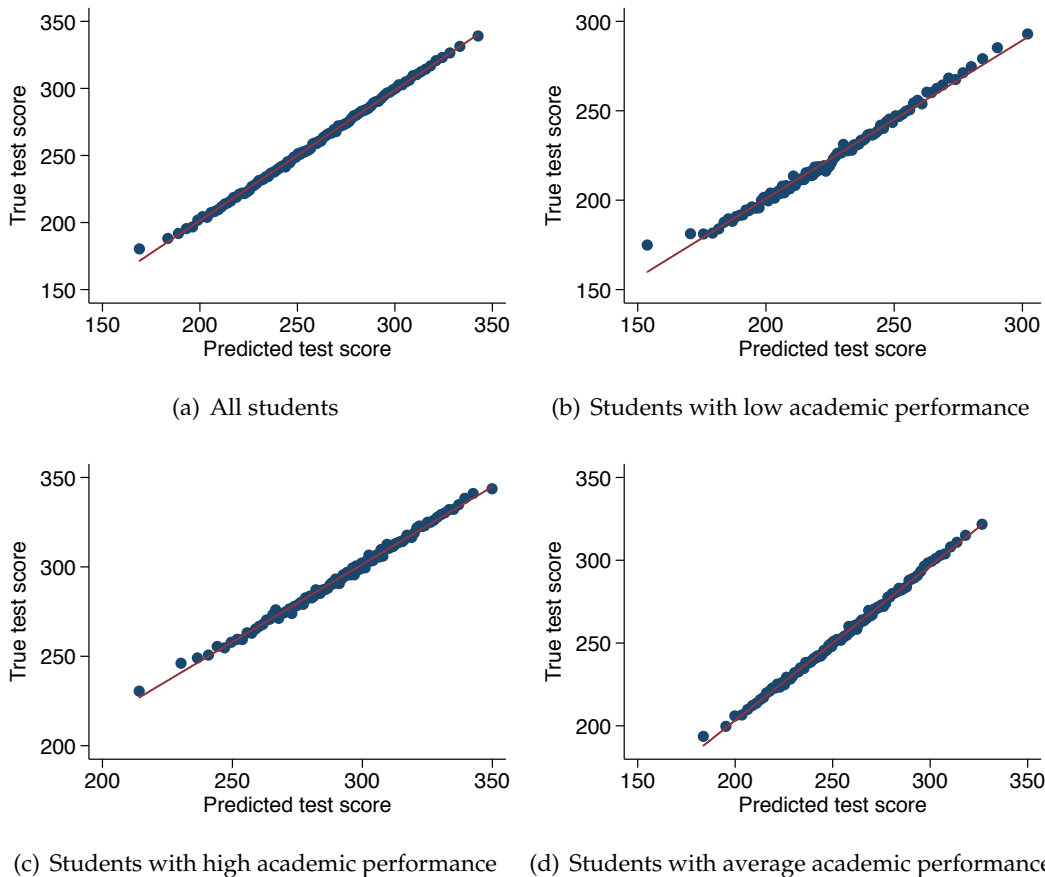 350
300
250
200
150
True test score
150 200 250 300 350
Predicted test score
(a) All students
300
250
200
150
True test score
150 200 250 300
Predicted test score
(b) Students with low academic performance
350
300
250
200
True test score
200 250 300 350
Predicted test score
(c) Students with high academic performance
350
300
250
200
True test score
150 200 250 300 350
Predicted test score
(d) Students with average academic performance